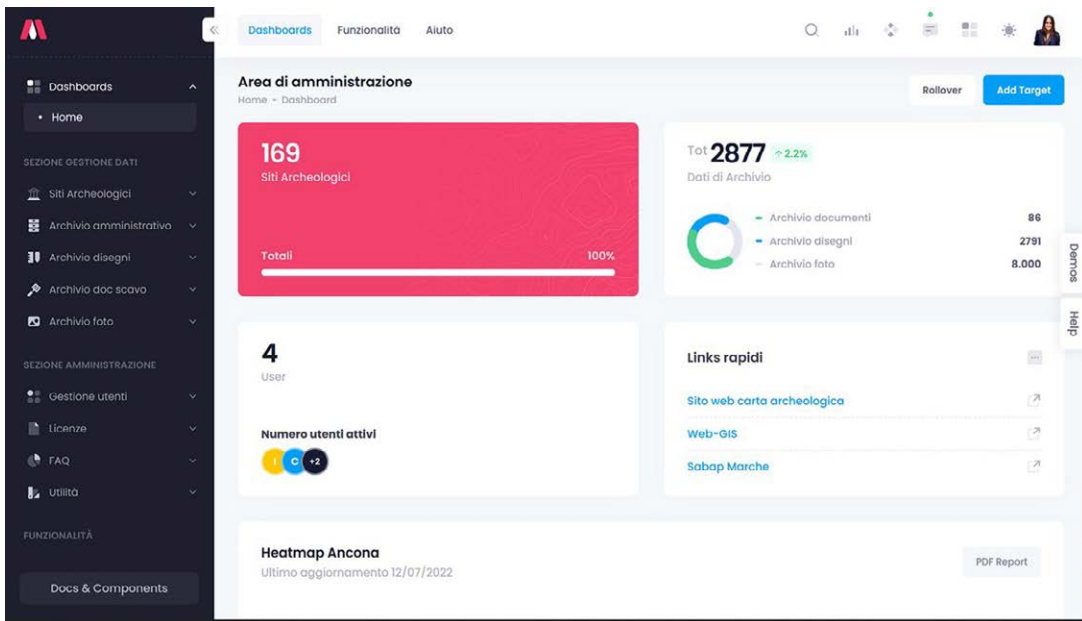 Dashboards Funzionalità Aiuto
Dashboards
Home
SEZIONE GESTIONE DATI
Siti Archeologici
Archivio amministrativo
Archivio disegni
Archivio doc scavo
Archivio foto
SEZIONE AMMINISTRAZIONE
Gestione utenti
Licenze
FAQ
Utilità
FUNZIONALITÀ
Docs & Components
Area di amministrazione
Home - Dashboard
Rollover
Add Target
169
Siti Archeologici
Totali 100%
Tot 2877 2.2%
Dati di Archivio
Archivio documenti 86
Archivio disegni 2791
Archivio foto 8.000
4
User
Numero utenti attivi
I C +2
Links rapidi
Sito web carta archeologica
Web-GIS
Sabap Marche
Heatmap Ancona
Ultimo aggiornamento 12/07/2022
PDF Report
Demos
Help